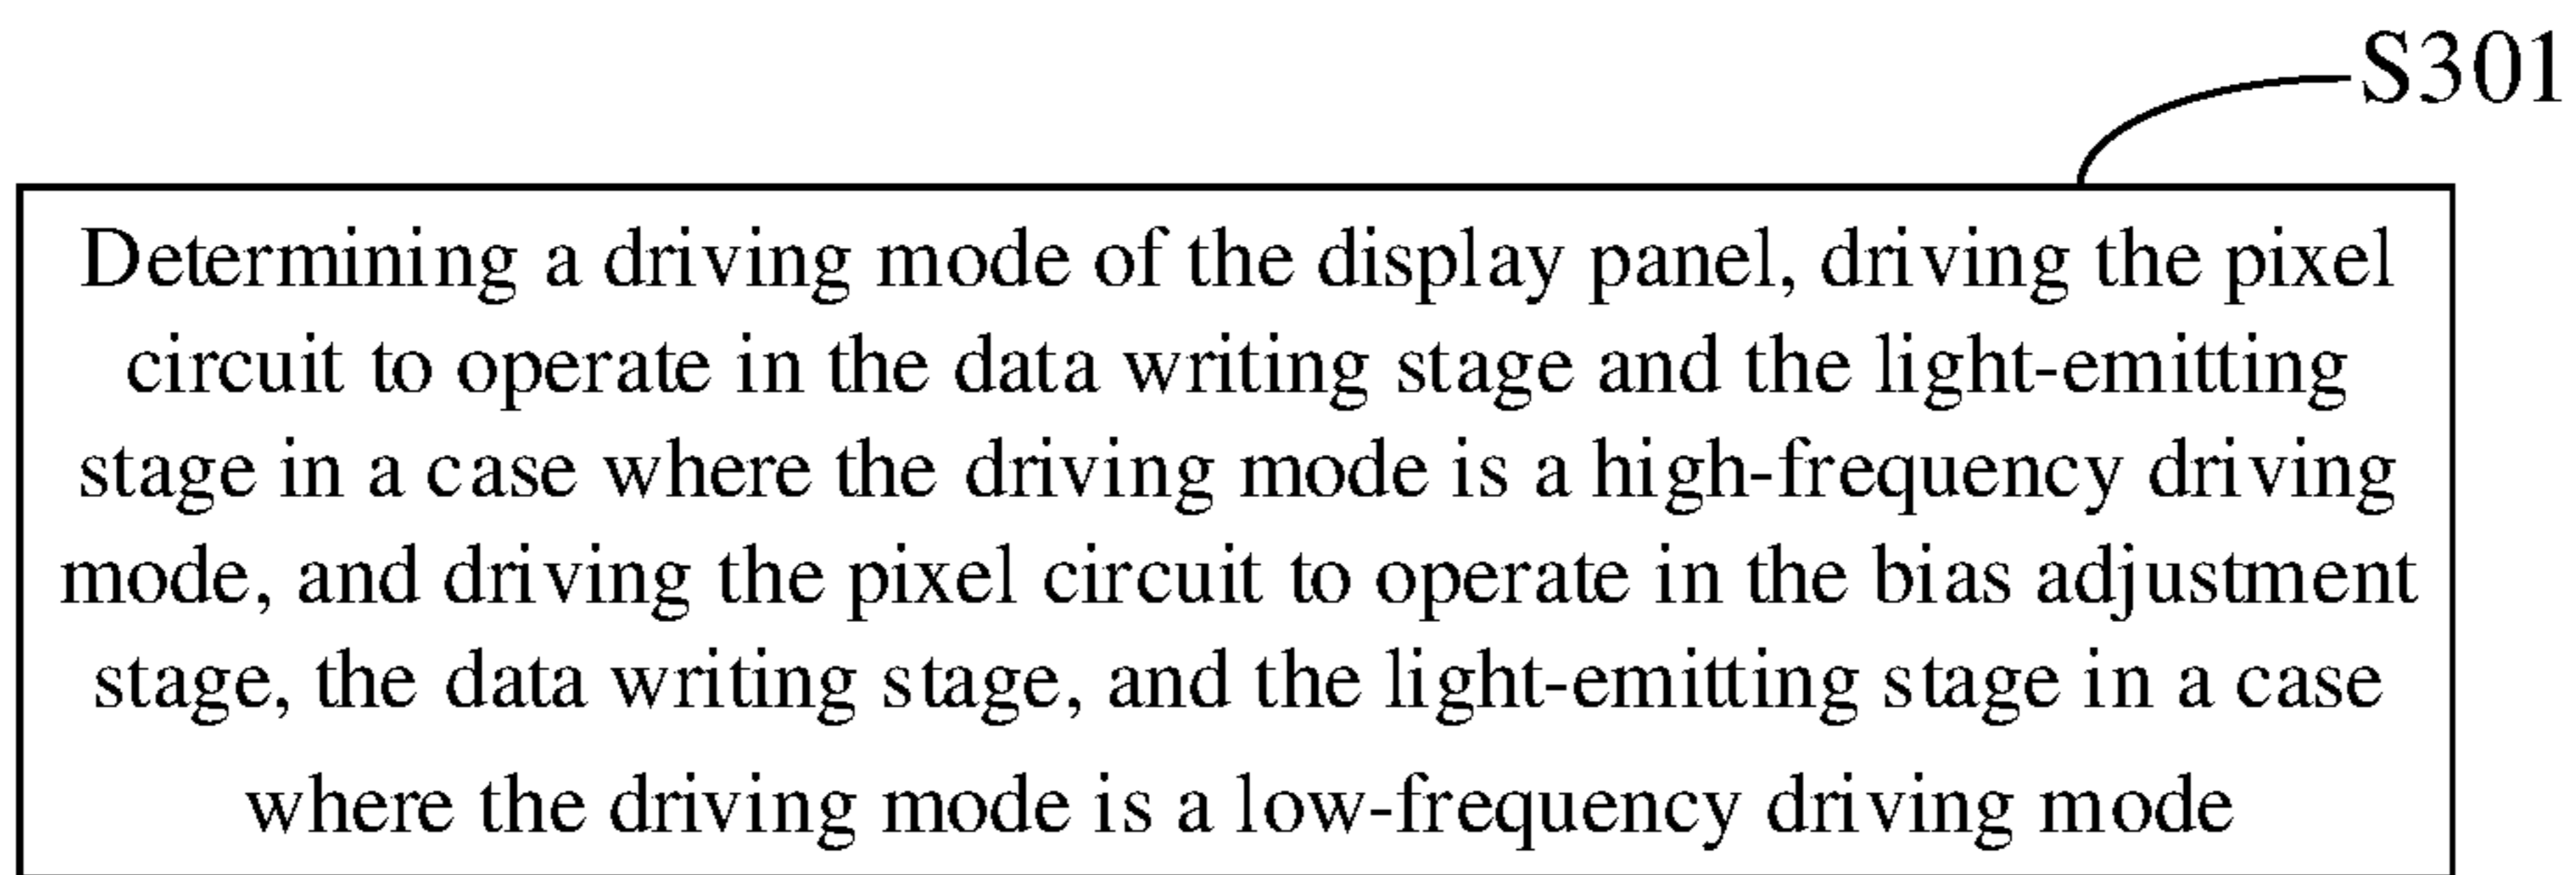 S301
Determining a driving mode of the display panel, driving the pixel
circuit to operate in the data writing stage and the light-emitting
stage in a case where the driving mode is a high-frequency driving
mode, and driving the pixel circuit to operate in the bias adjustment
stage, the data writing stage, and the light-emitting stage in a case
where the driving mode is a low-frequency driving mode